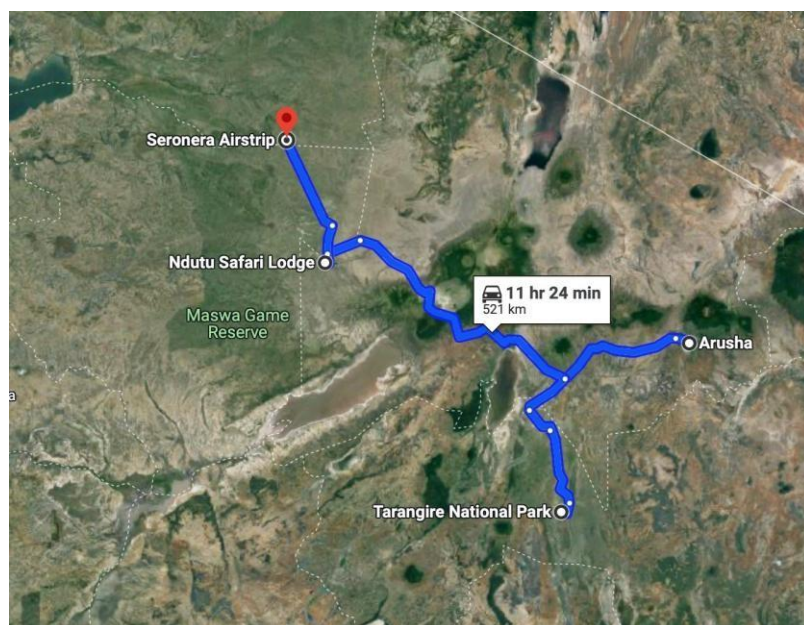 Seronera Airstrip
Ndutu Safari Lodge
Maswa Game
Reserve
11 hr 24 min
521 km
Arusha
a
Tarangire National Park